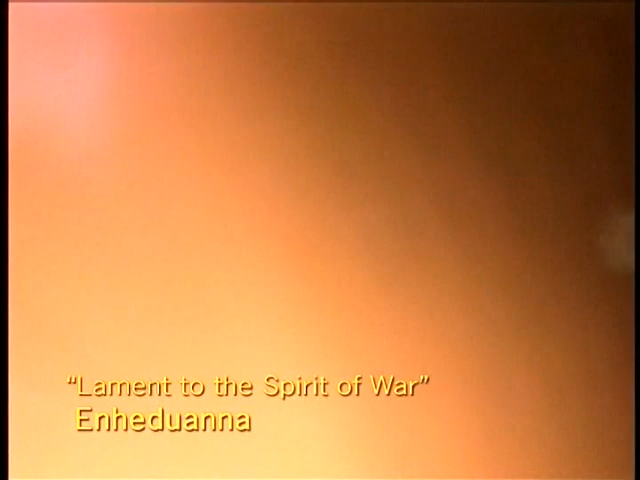 “Lament to the Spirit of War”
Enheduanna